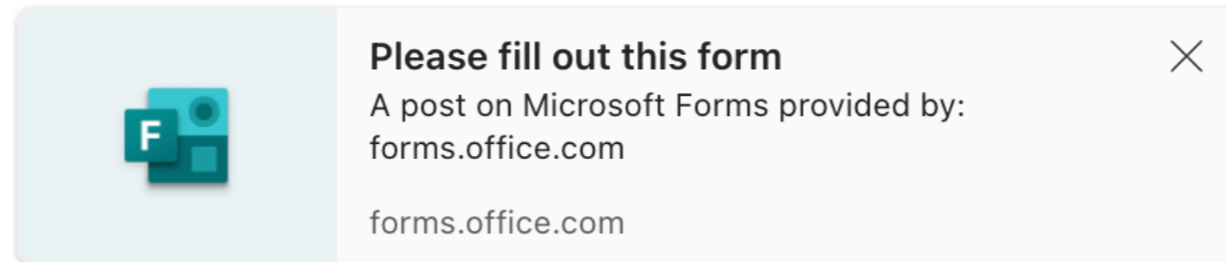 Please fill out this form
A post on Microsoft Forms provided by:
forms.office.com
forms.office.com
F